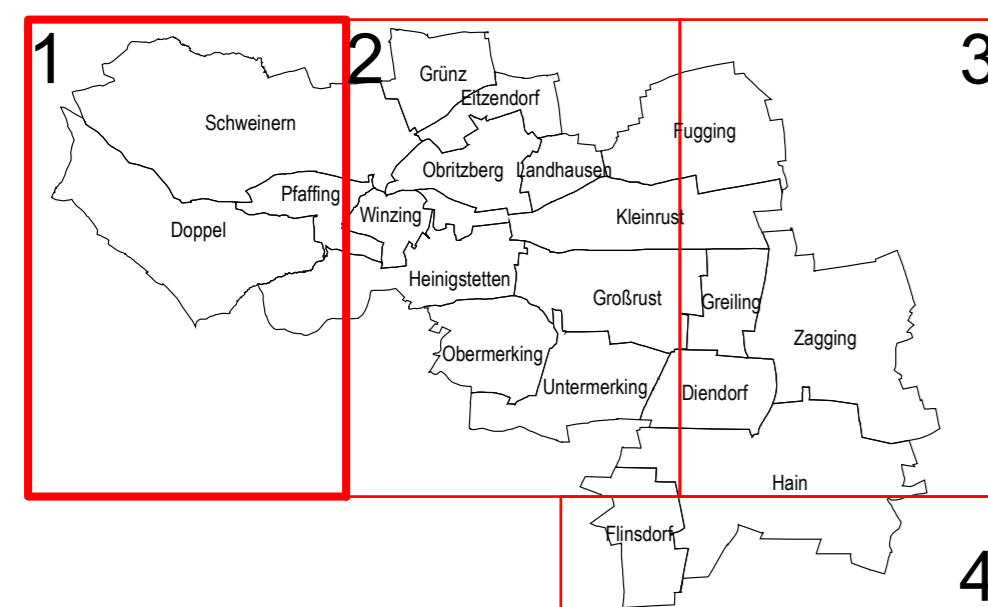 1
2
3
Grünz
Eitzendorf
Schweinern
Fugging
Obritzberg
Landhausen
Pfaffing
Winzing
Kleinrust
Doppel
Heinigstetten
Großrust
Greiling
Zagging
Obermerking
Untermerking
Diendorf
Hain
Flinsdorf
4